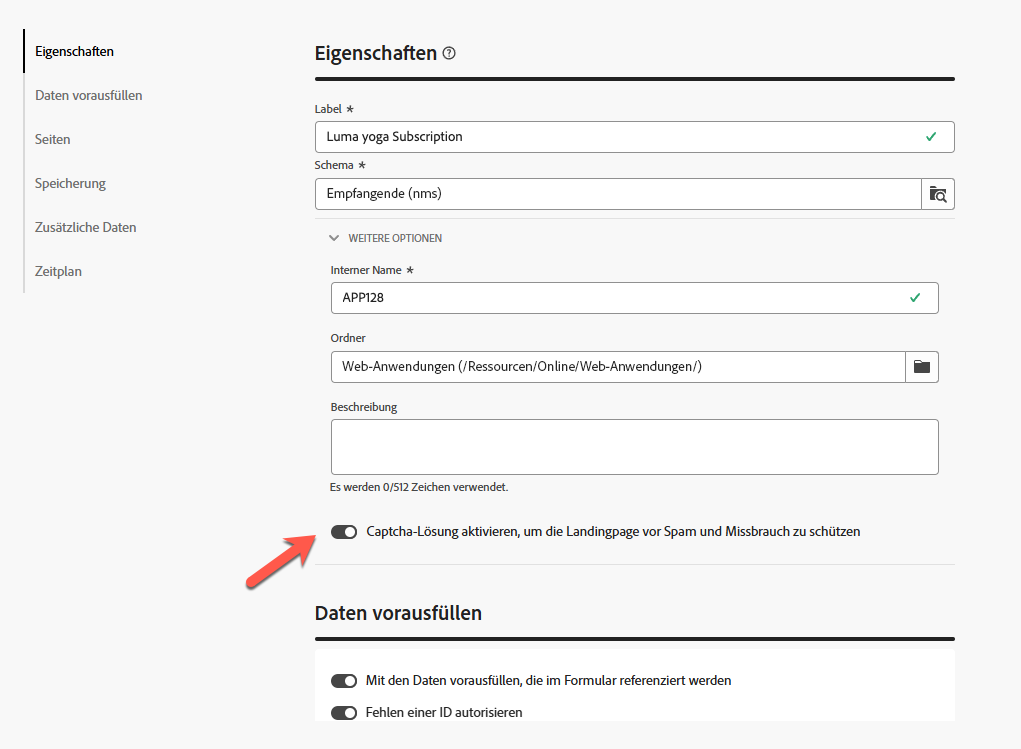 Eigenschaften
Daten vorausfüllen
Seiten
Speicherung
Zusätzliche Daten
Zeitplan
Eigenschaften
Label *
Luma yoga Subscription
Schema *
Empfangende (nms)
WEITERE OPTIONEN
Interner Name *
APP128
Ordner
Web-Anwendungen (/Ressourcen/Online/Web-Anwendungen/)
Beschreibung
Es werden 0/512 Zeichen verwendet.
Captcha-Lösung aktivieren, um die Landingpage vor Spam und Missbrauch zu schützen
Daten vorausfüllen
Mit den Daten vorausfüllen, die im Formular referenziert werden
Fehlen einer ID autorisieren